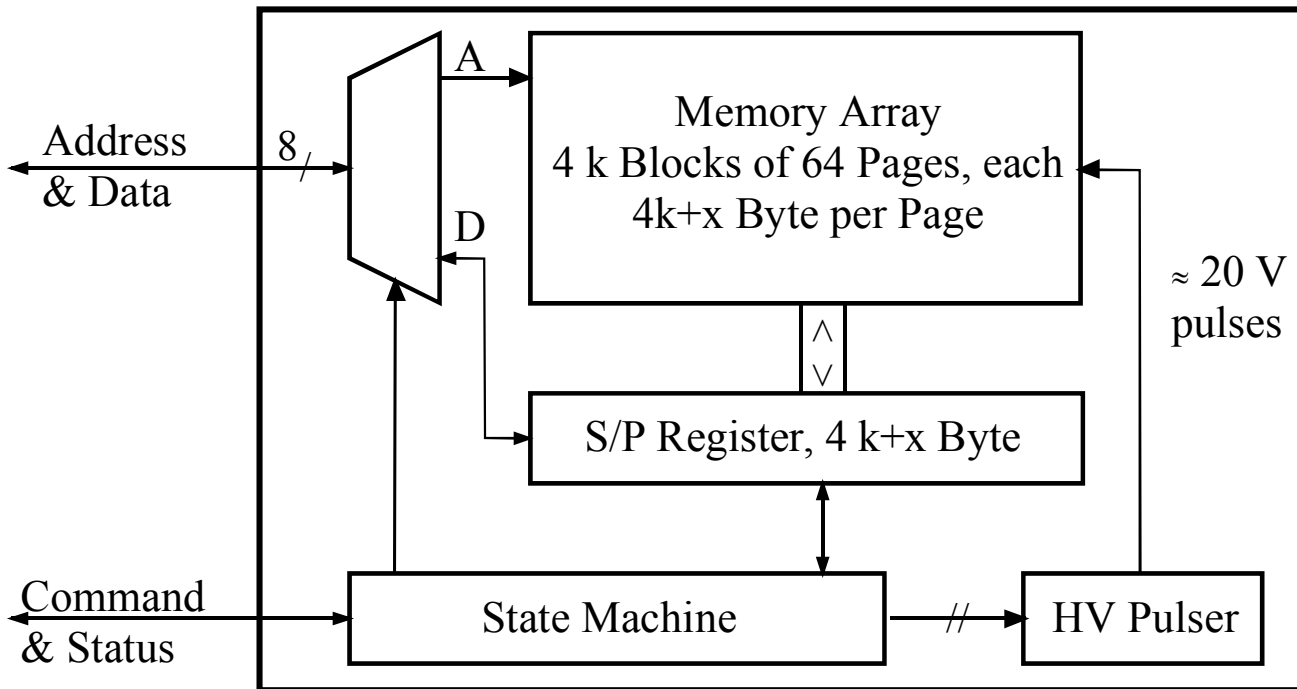 A
Memory Array
4 k Blocks of 64 Pages, each
4k+x Byte per Page
Address
& Data
8/
D
≈ 20 V
pulses
^
v
S/P Register, 4 k+x Byte
Command
& Status
State Machine
//
HV Pulser